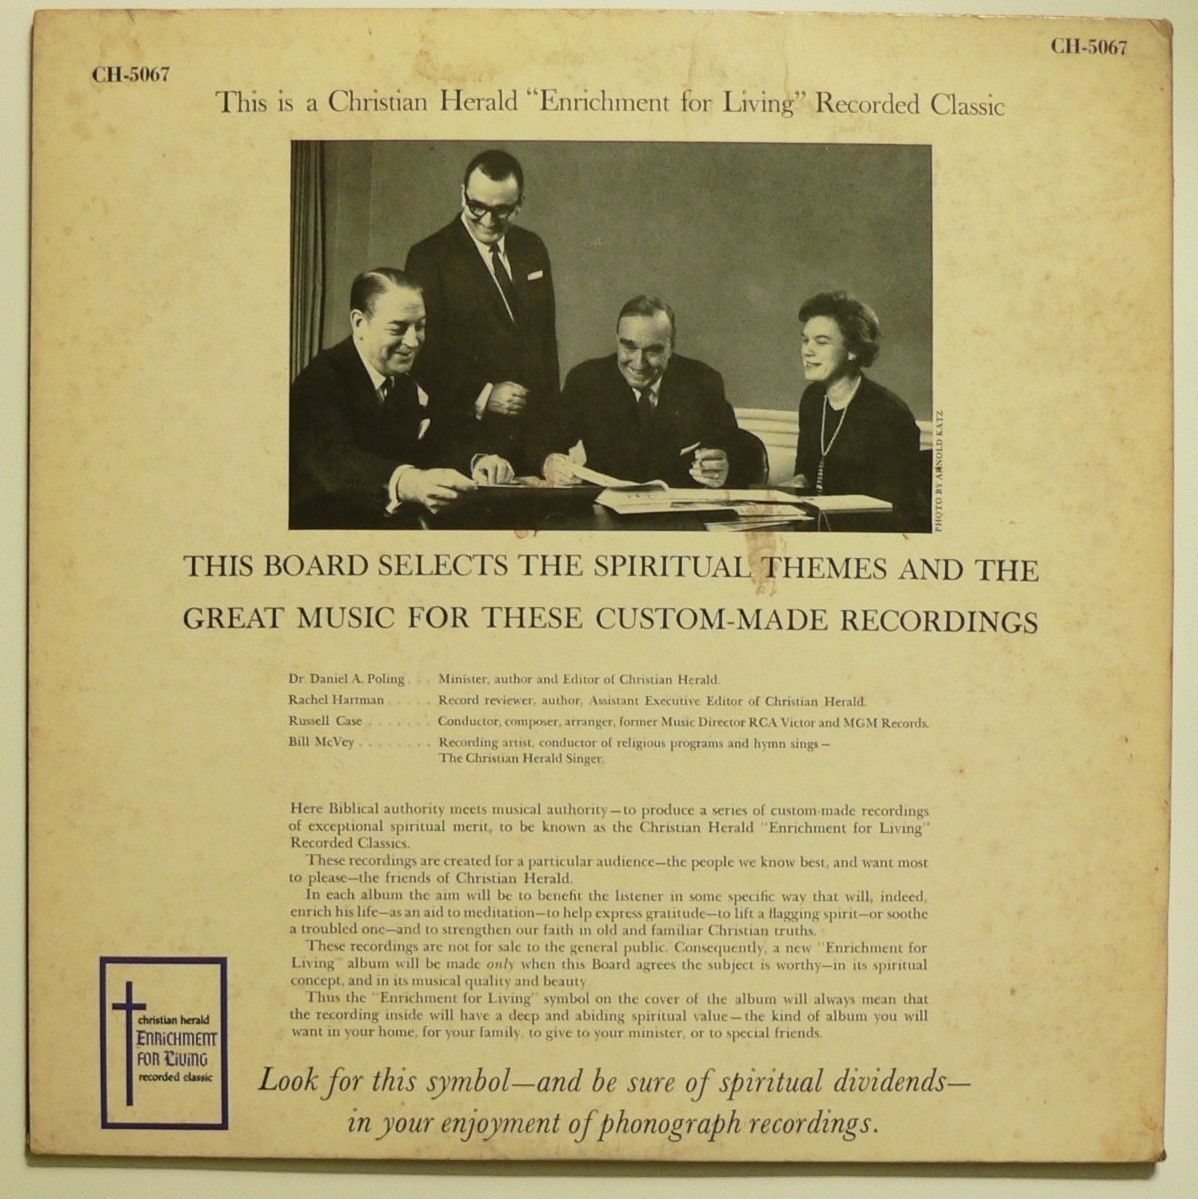 CH-5067
CH-5067
This is a Christian Herald “Enrichment for Living” Recorded Classic
PHOTO BY ARNOLD KATZ
THIS BOARD SELECTS THE SPIRITUAL THEMES AND THE
GREAT MUSIC FOR THESE CUSTOM-MADE RECORDINGS
Dr. Daniel A. Poling . . . Minister, author and Editor of Christian Herald.
Rachel Hartman . . . . . Record reviewer, author, Assistant Executive Editor of Christian Herald.
Russell Case . . . . . . . Conductor, composer, arranger, former Music Director RCA Victor and MGM Records.
Bill McVey . . . . . . . . Recording artist, conductor of religious programs and hymn sings—
The Christian Herald Singer.
Here Biblical authority meets musical authority—to produce a series of custom-made recordings
of exceptional spiritual merit, to be known as the Christian Herald "Enrichment for Living"
Recorded Classics.
These recordings are created for a particular audience—the people we know best, and want most
to please—the friends of Christian Herald.
In each album the aim will be to benefit the listener in some specific way that will, indeed,
enrich his life—as an aid to meditation—to help express gratitude—to lift a flagging spirit—or soothe
a troubled one—and to strengthen our faith in old and familiar Christian truths.
These recordings are not for sale to the general public. Consequently, a new "Enrichment for
Living" album will be made only when this Board agrees the subject is worthy—in its spiritual
concept, and in its musical quality and beauty.
Thus the "Enrichment for Living" symbol on the cover of the album will always mean that
the recording inside will have a deep and abiding spiritual value—the kind of album you will
want in your home, for your family, to give to your minister, or to special friends.
christian herald
ENRICHMENT
FOR LIVING
recorded classic
Look for this symbol—and be sure of spiritual dividends—
in your enjoyment of phonograph recordings.